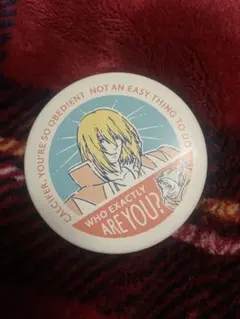 CALCIFER, YOU'RE SO OBEDIENT NOT AN EASY THING TO DO
WHO EXACTLY
ARE YOU?